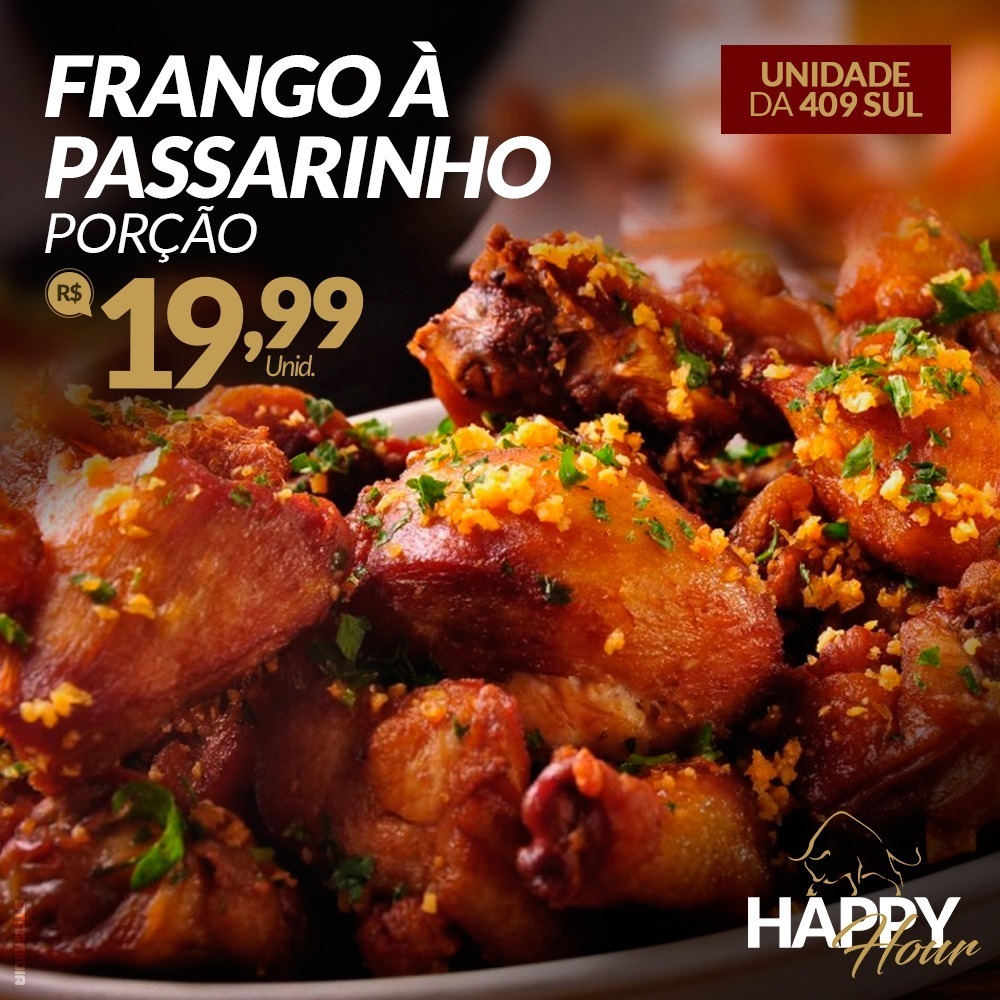 FRANGO À
PASSARINHO
PORÇÃO
R$ 19,99
Unid.
UNIDADE
DA 409 SUL
HAPPY
Hour